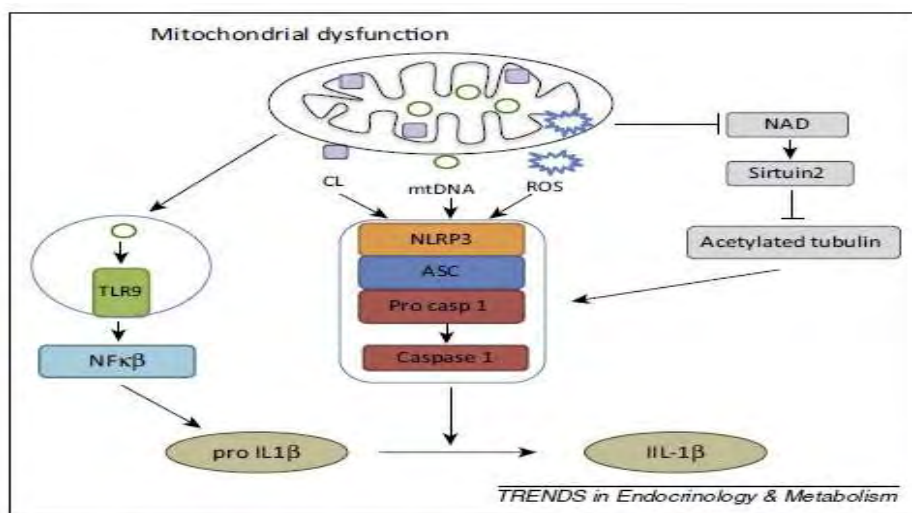 Mitochondrial dysfunction
NAD
Sirtuin2
Acetylated tubulin
CL
mtDNA
ROS
NLRP3
ASC
Pro casp 1
Caspase 1
TLR9
NFκβ
pro IL1β
IIL-1β
TRENDS in Endocrinology & Metabolism